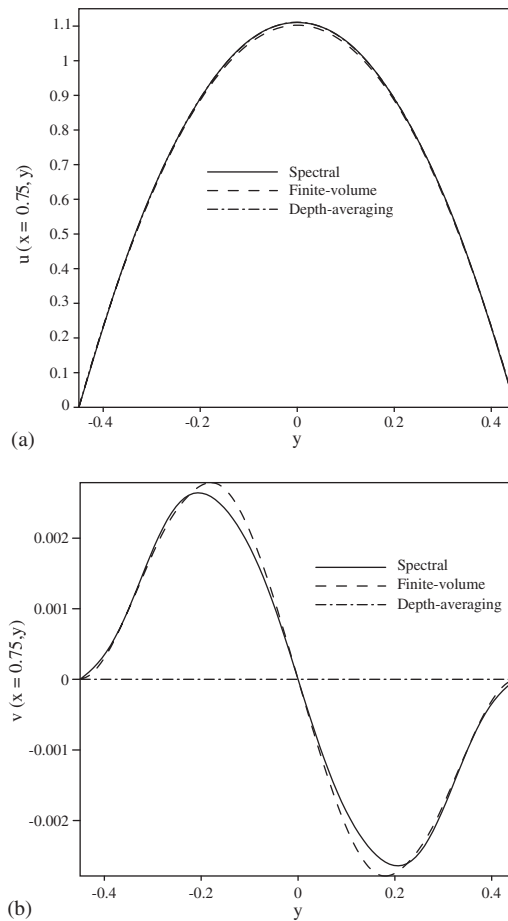 1.1
1
0.9
0.8
0.7
0.6
0.5
0.4
0.3
0.2
0.1
0
u (x = 0.75, y)
Spectral
Finite-volume
Depth-averaging
-0.4
-0.2
0
0.2
0.4
y
(a)
0.002
0.001
0
-0.001
-0.002
v (x = 0.75,y)
Spectral
Finite-volume
Depth-averaging
-0.4
-0.2
0
0.2
0.4
y
(b)